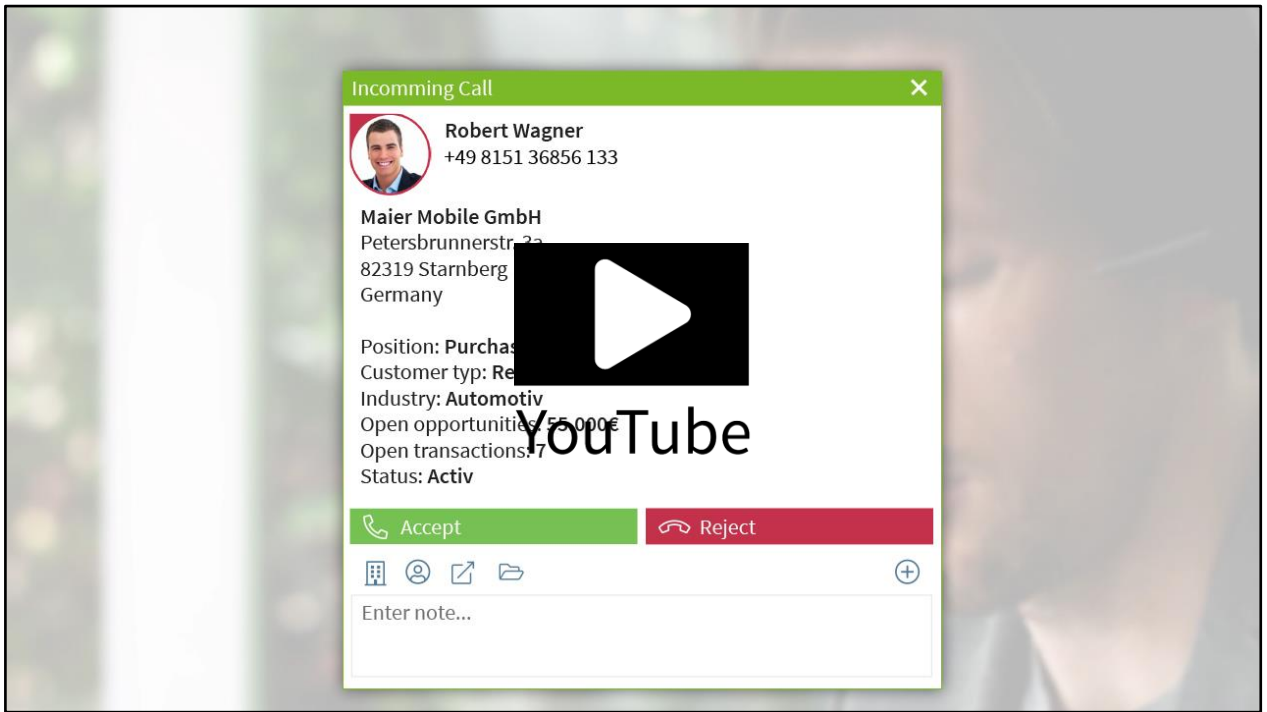 Incomming Call
Robert Wagner
+49 8151 36856 133
Maier Mobile GmbH
Petersbrunnerstr. 3a
82319 Starnberg
Germany
Position: Purchas
Customer typ: Re
Industry: Automotiv
Open opportunities: 55.000€
Open transactions: 7
Status: Activ
YouTube
Accept
Reject
Enter note...